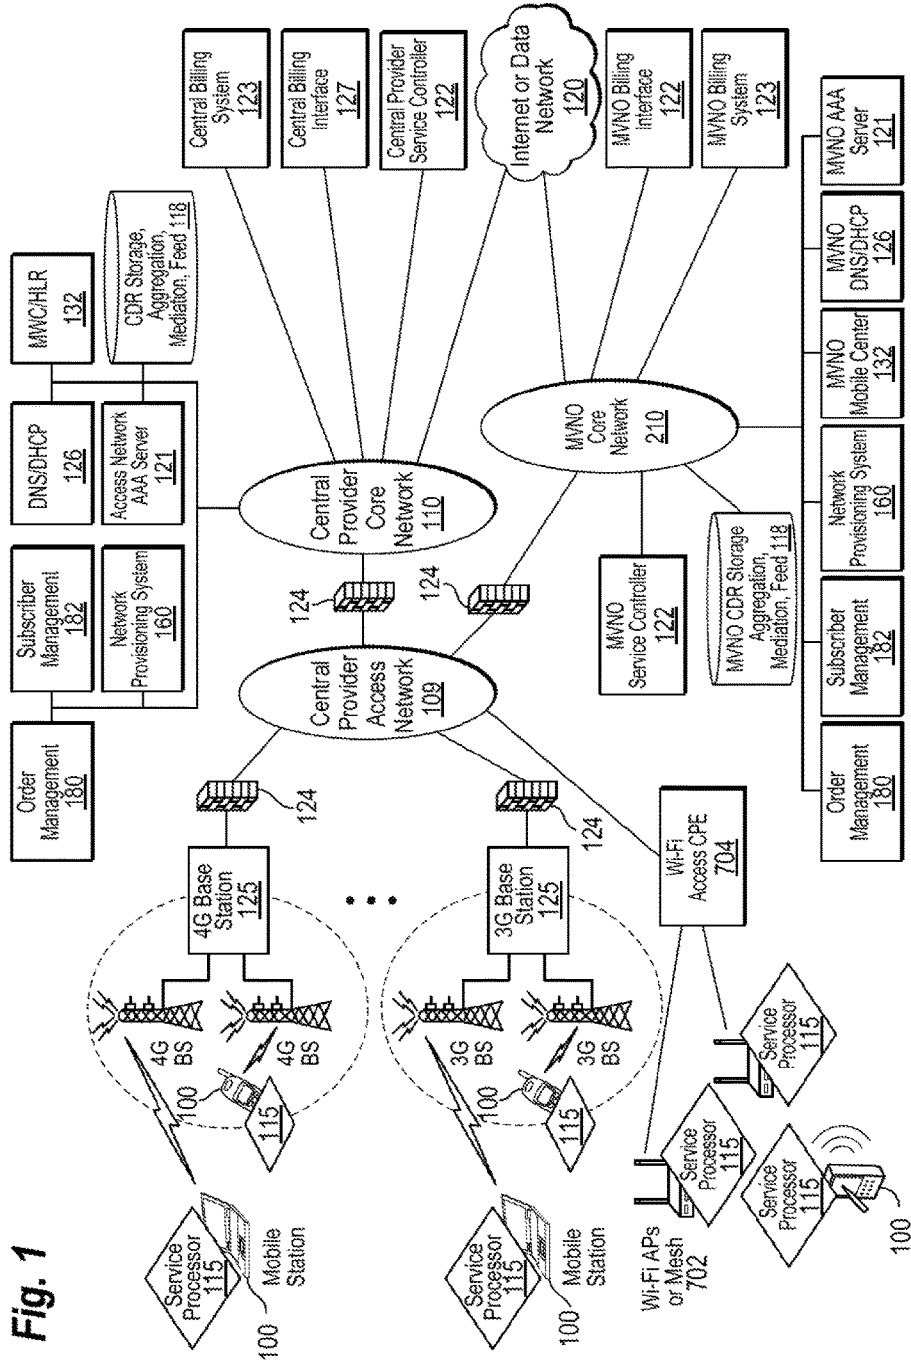 Fig. 1
Order
Management
180
Subscriber
Management
182
Network
Provisioning System
160
DNS/DHCP
126
Access Network
AAA Server
121
MWC/HLR
132
CDR Storage,
Aggregation,
Mediation, Feed 118
Central Billing
System
123
Central Billing
Interface
127
Central Provider
Service Controller
122
Internet or Data
Network
120
MVNO Billing
Interface
122
MVNO Billing
System
123
Central
Provider
Core
Network
110
Central
Provider
Access
Network
109
MVNO
Core
Network
210
124
124
124
124
4G Base
Station
125
4G
BS
4G
BS
100
115
Service
Processor
115
Mobile
Station
100
3G Base
Station
125
3G
BS
3G
BS
100
115
Service
Processor
115
Mobile
Station
100
Wi-Fi
Access CPE
704
Wi-Fi APs
or Mesh
702
Service
Processor
115
Service
Processor
115
Service
Processor
115
100
MVNO
Service Controller
122
MVNO CDR Storage
Aggregation,
Mediation, Feed 118
Order
Management
180
Subscriber
Management
182
Network
Provisioning System
160
MVNO
Mobile Center
132
MVNO
DNS/DHCP
126
MVNO AAA
Server
121